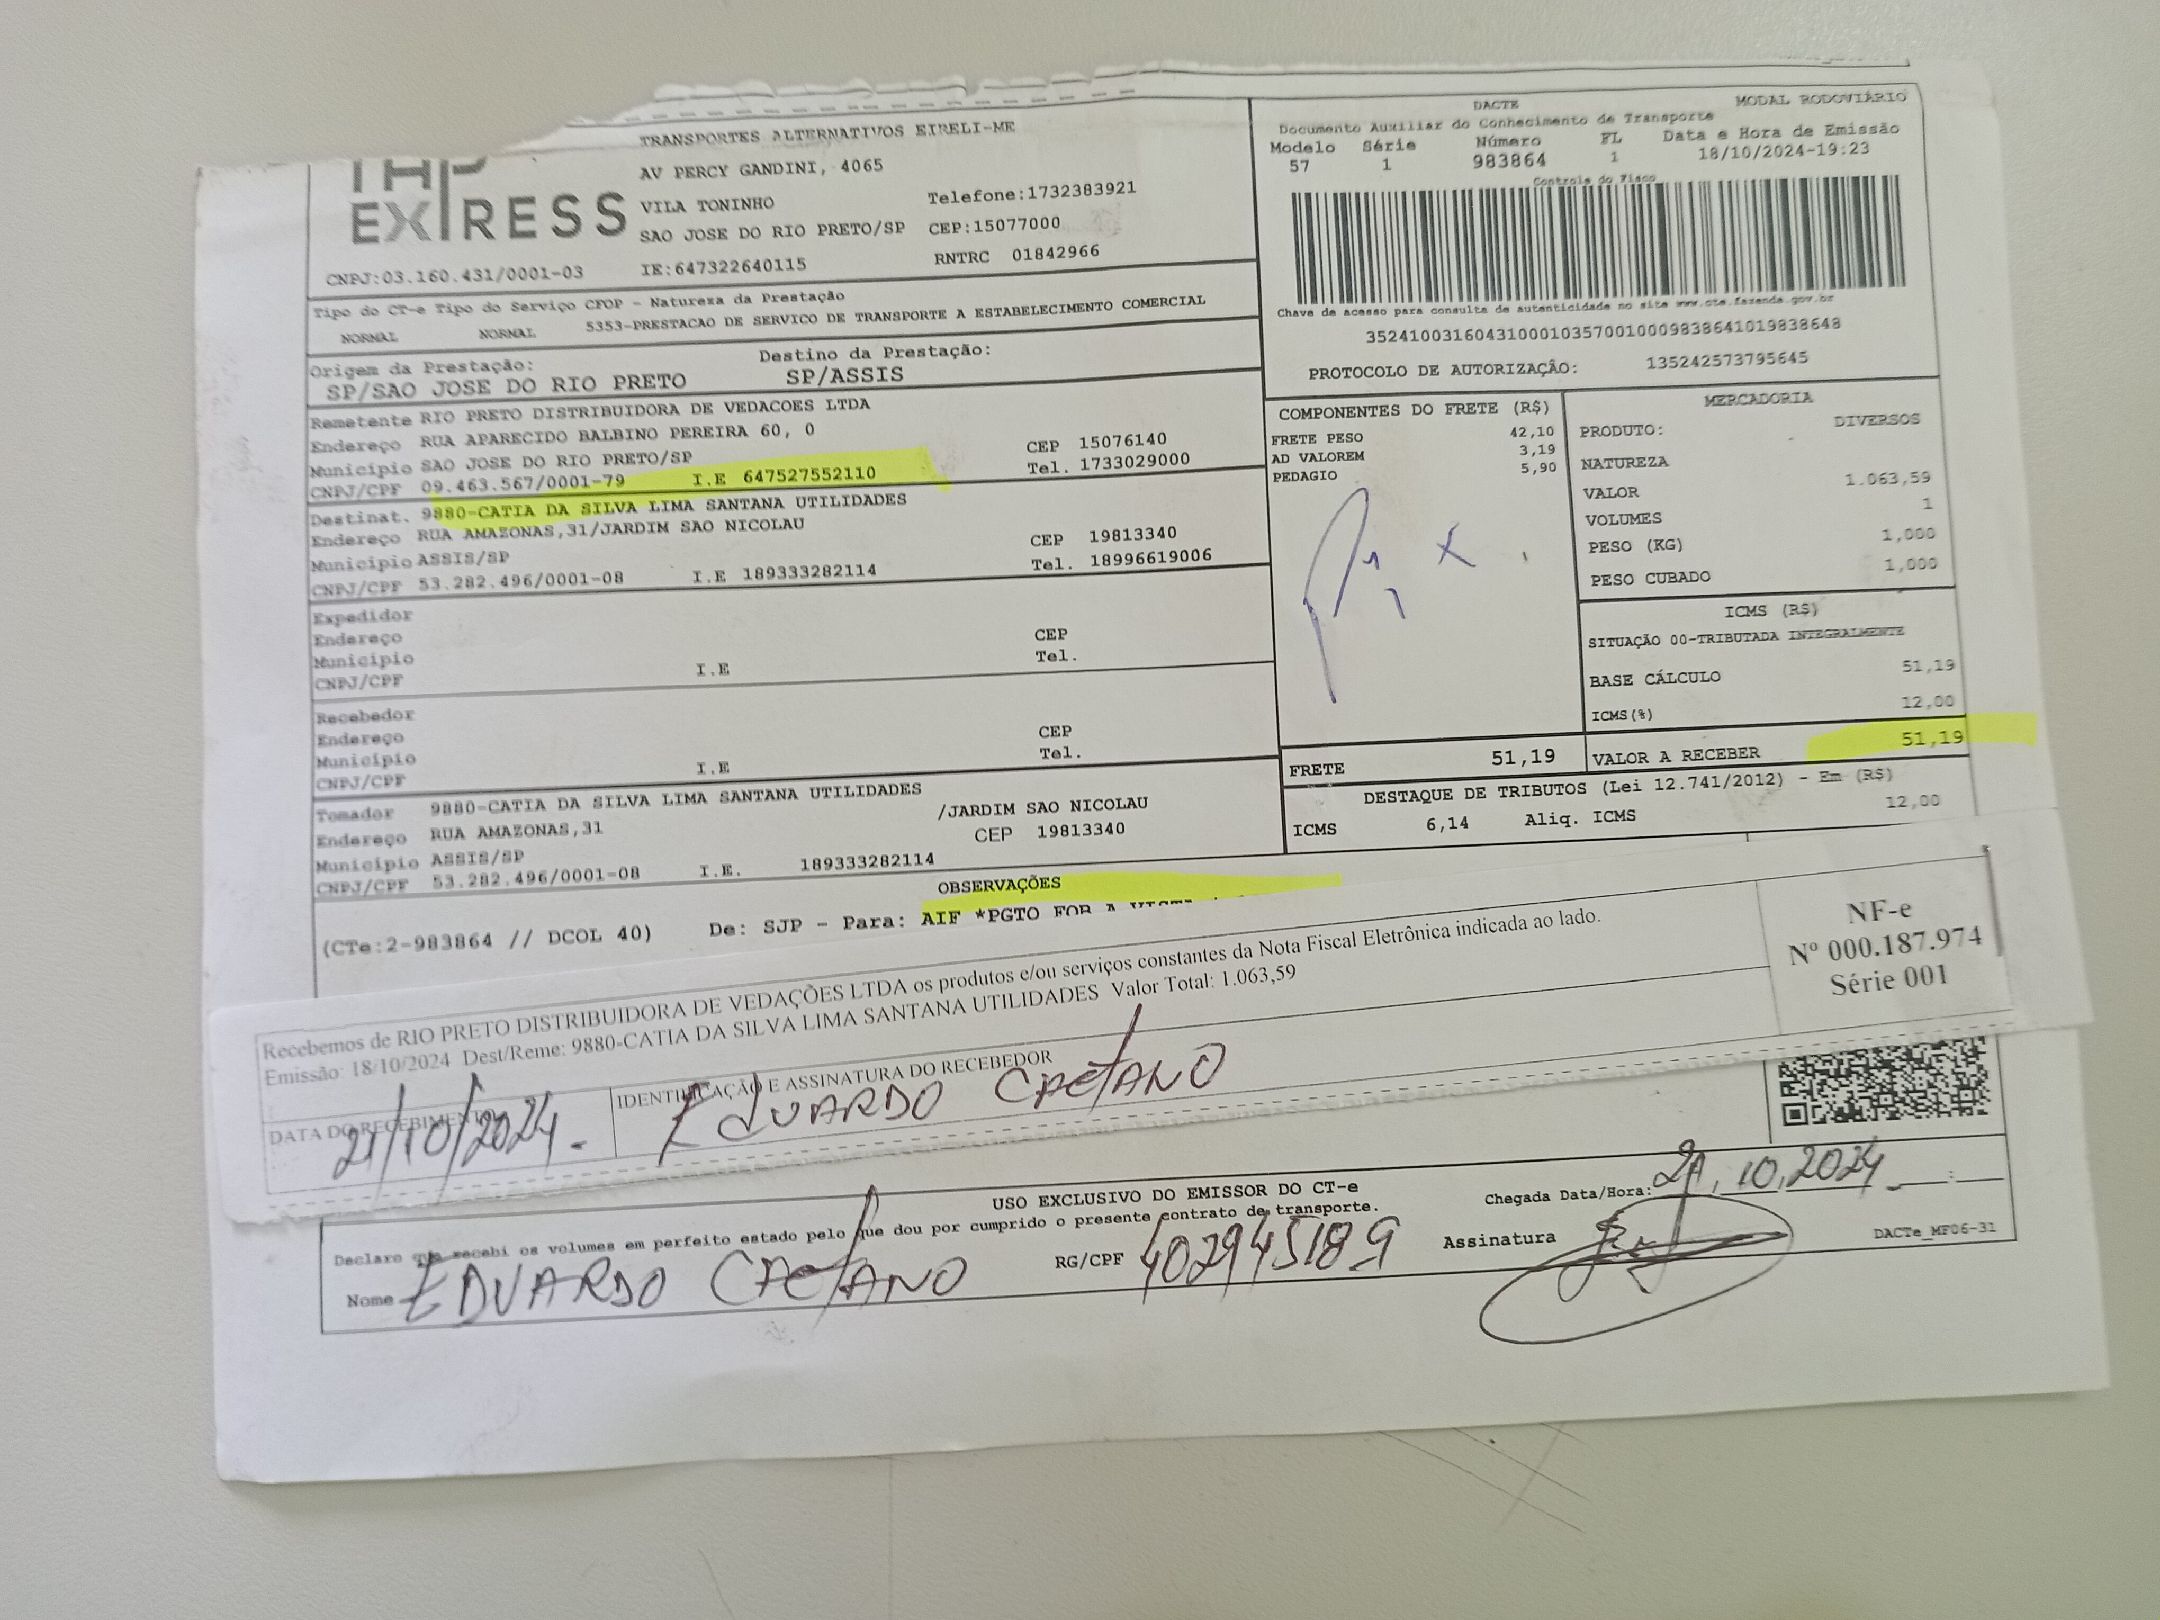 EXPRESS
TRANSPORTES ALTERNATIVOS EIRELI-ME
AV PERCY GANDINI, 4065
VILA TONINHO Telefone:1732383921
SAO JOSE DO RIO PRETO/SP CEP:15077000
CNPJ:03.160.431/0001-03 IE:647322640115 RNTRC 01842966
DACTE MODAL RODOVIÁRIO
Documento Auxiliar do Conhecimento de Transporte
Modelo Série Número FL Data e Hora de Emissão
57 1 983864 1 18/10/2024-19:23
Controle do Fisco
Chave de acesso para consulta de autenticidade no site www.cte.fazenda.gov.br
35241003160431000103570010009838641019838648
PROTOCOLO DE AUTORIZAÇÂO: 135242573795645
Tipo do CT-e Tipo do Serviço CFOP - Natureza da Prestação
NORMAL NORMAL 5353-PRESTACAO DE SERVICO DE TRANSPORTE A ESTABELECIMENTO COMERCIAL
Origem da Prestação: Destino da Prestação:
SP/SAO JOSE DO RIO PRETO SP/ASSIS
Remetente RIO PRETO DISTRIBUIDORA DE VEDACOES LTDA
Endereço RUA APARECIDO BALBINO PEREIRA 60, 0 CEP 15076140
Município SAO JOSE DO RIO PRETO/SP Tel. 1733029000
CNPJ/CPF 09.463.567/0001-79 I.E 647527552110
Destinat. 9880-CATIA DA SILVA LIMA SANTANA UTILIDADES
Endereço RUA AMAZONAS,31/JARDIM SAO NICOLAU CEP 19813340
Município ASSIS/SP Tel. 18996619006
CNPJ/CPF 53.282.496/0001-08 I.E 189333282114
Expedidor
Endereço CEP
Município Tel.
CNPJ/CPF I.E
Recebedor
Endereço CEP
Município Tel.
CNPJ/CPF I.E
Tomador 9880-CATIA DA SILVA LIMA SANTANA UTILIDADES
Endereço RUA AMAZONAS,31 /JARDIM SAO NICOLAU
Município ASSIS/SP CEP 19813340
CNPJ/CPF 53.282.496/0001-08 I.E. 189333282114
COMPONENTES DO FRETE (R$)
FRETE PESO 42,10
AD VALOREM 3,19
PEDAGIO 5,90
MERCADORIA
PRODUTO: DIVERSOS
NATUREZA
VALOR 1.063,59
VOLUMES 1
PESO (KG) 1,000
PESO CUBADO 1,000
ICMS (R$)
SITUAÇÃO 00-TRIBUTADA INTEGRALMENTE
BASE CÁLCULO 51,19
ICMS(%) 12,00
FRETE 51,19 VALOR A RECEBER 51,19
DESTAQUE DE TRIBUTOS (Lei 12.741/2012) - Em (R$)
ICMS 6,14 Aliq. ICMS 12,00
OBSERVAÇÕES
(CTe:2-983864 // DCOL 40) De: SJP - Para: AIF *PGTO FOB A
Recebemos de RIO PRETO DISTRIBUIDORA DE VEDAÇÕES LTDA os produtos e/ou serviços constantes da Nota Fiscal Eletrônica indicada ao lado.
Emissão: 18/10/2024 Dest/Reme: 9880-CATIA DA SILVA LIMA SANTANA UTILIDADES Valor Total: 1.063,59
NF-e
Nº 000.187.974
Série 001
DATA DO RECEBIMENTO IDENTIFICAÇÃO E ASSINATURA DO RECEBEDOR
21/10/2024. EDUARDO CAETANO
USO EXCLUSIVO DO EMISSOR DO CT-e
Declaro que recebi os volumes em perfeito estado pelo que dou por cumprido o presente contrato de transporte.
Chegada Data/Hora: 21,10,2024
Nome EDUARDO CAETANO RG/CPF 402945189 Assinatura
DACTe_MF06-31